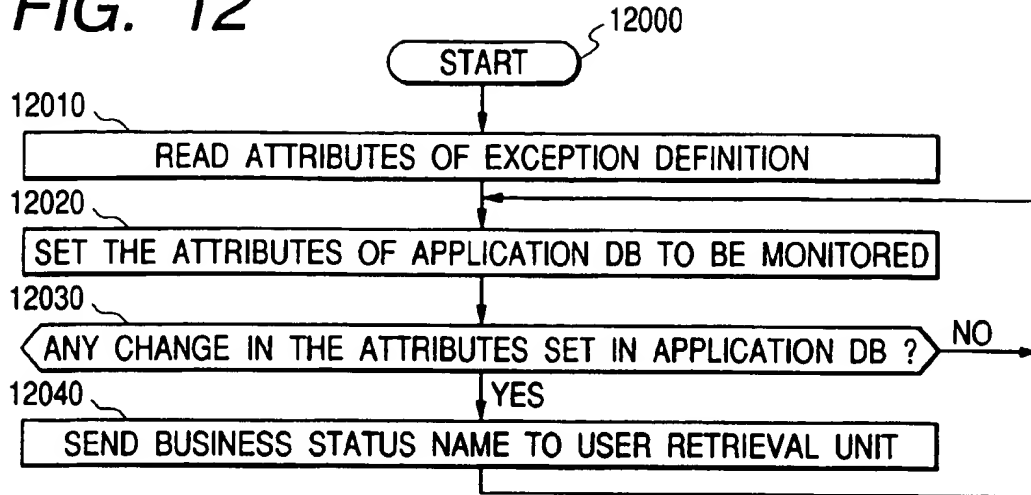 FIG. 12
12000
START
12010
READ ATTRIBUTES OF EXCEPTION DEFINITION
12020
SET THE ATTRIBUTES OF APPLICATION DB TO BE MONITORED
12030
ANY CHANGE IN THE ATTRIBUTES SET IN APPLICATION DB ?
NO
YES
12040
SEND BUSINESS STATUS NAME TO USER RETRIEVAL UNIT